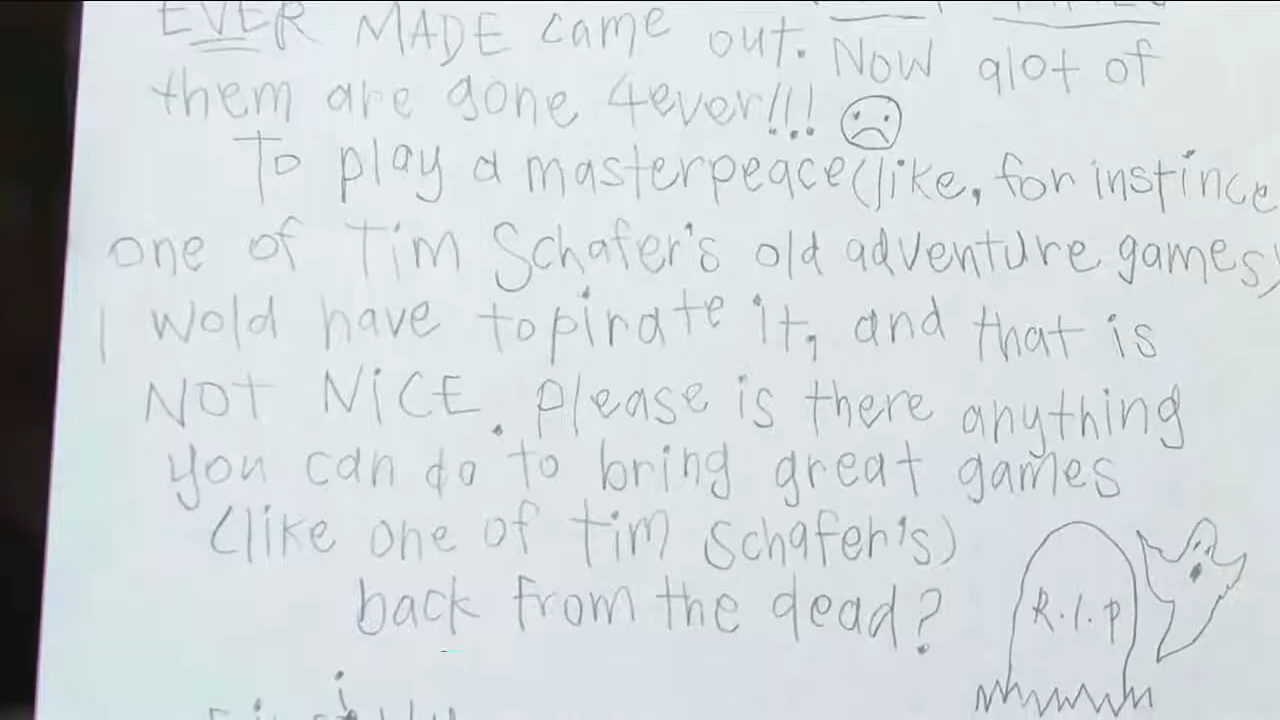 EVER MADE came out. Now alot of
them are gone 4ever!!!
To play a masterpeace (like, for instince
one of Tim Schafer's old adventure games)
I wold have to pirate it, and that is
NOT NiCE. Please is there anything
you can do to bring great games
(like one of Tim Schafer's)
back from the dead?
R.I.P